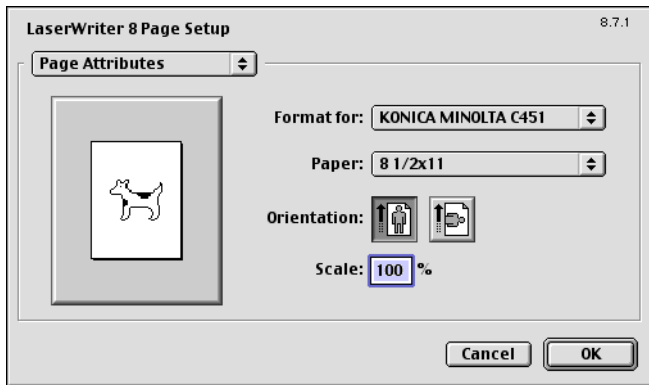 LaserWriter 8 Page Setup
8.7.1
Page Attributes
Format for: KONICA MINOLTA C451
Paper: 8 1/2x11
Orientation:
Scale: 100 %
Cancel OK